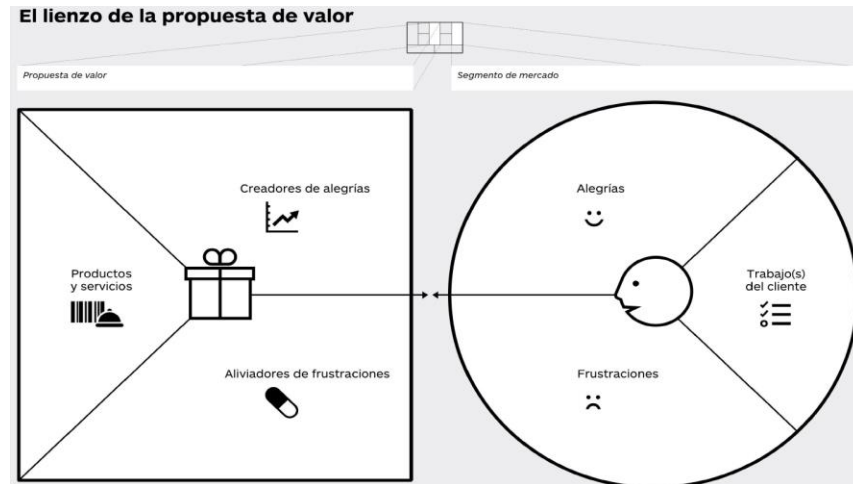 El lienzo de la propuesta de valor
Propuesta de valor
Segmento de mercado
Creadores de alegrías
Productos
y servicios
Aliviadores de frustraciones
Alegrías
Trabajo(s)
del cliente
Frustraciones